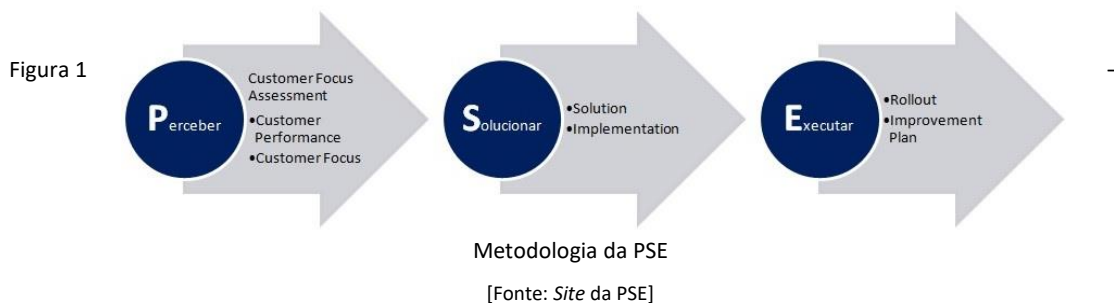 Figura 1
-
Perceber
Customer Focus
Assessment
•Customer
Performance
•Customer Focus
Solucionar
•Solution
•Implementation
Executar
•Rollout
•Improvement
Plan
Metodologia da PSE
[Fonte: Site da PSE]